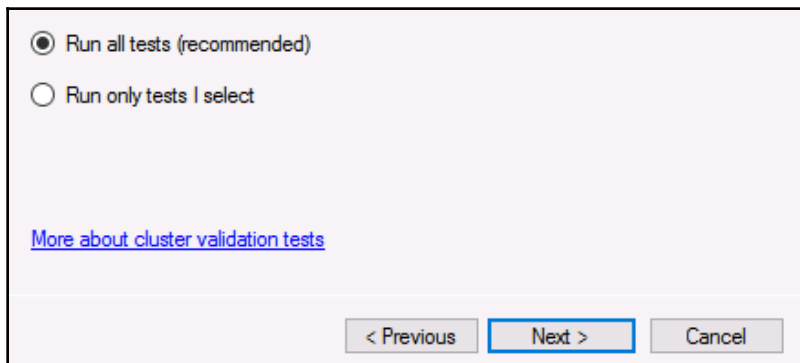 Run all tests (recommended)
Run only tests I select
More about cluster validation tests
< Previous Next > Cancel